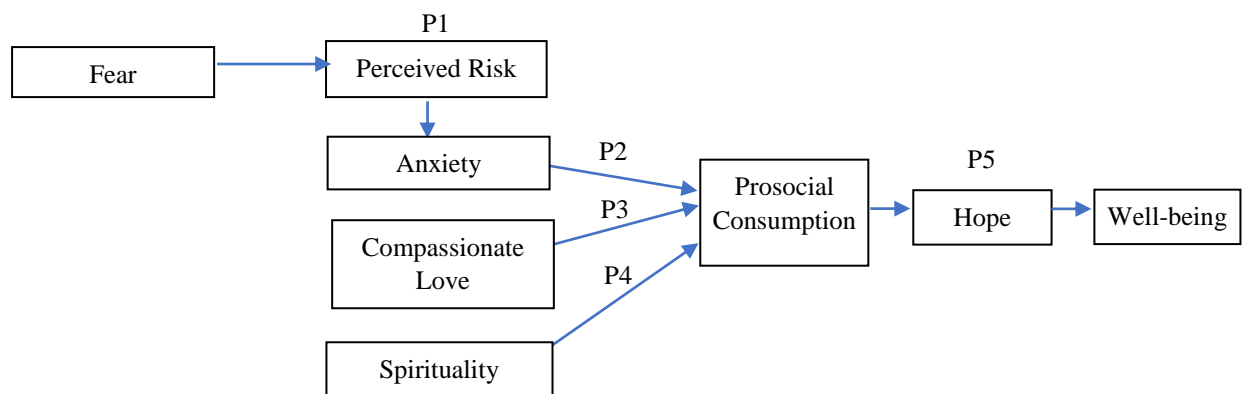 P1
Fear
Perceived Risk
Anxiety
P2
P3
Compassionate
Love
P4
Spirituality
Prosocial
Consumption
P5
Hope
Well-being